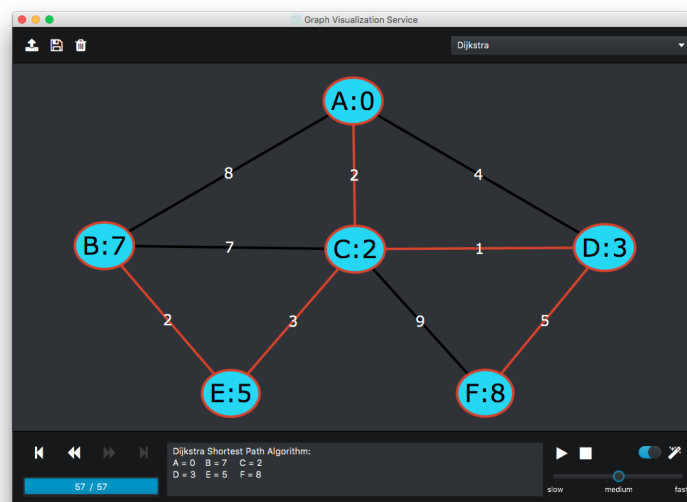 Graph Visualization Service
Dijkstra
A:0
8
2
4
B:7
7
C:2
1
D:3
2
3
9
5
E:5
F:8
Dijkstra Shortest Path Algorithm:
A = 0 B = 7 C = 2
D = 3 E = 5 F = 8
57 / 57
slow medium fast